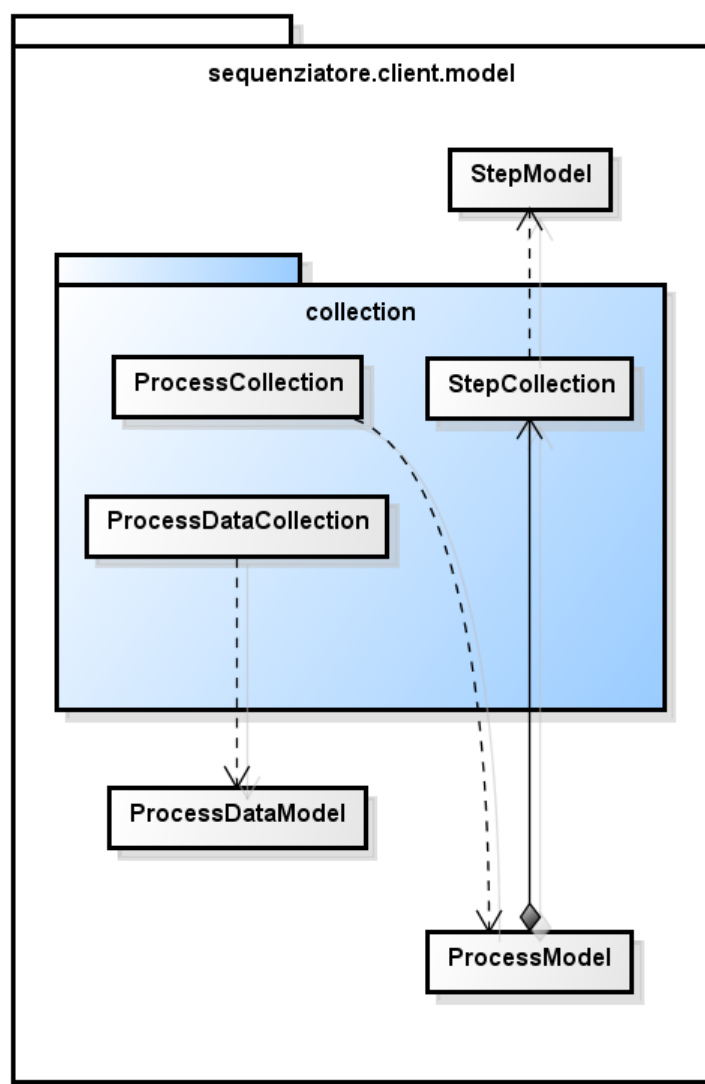 sequenziatore.client.model
StepModel
collection
ProcessCollection
StepCollection
ProcessDataCollection
ProcessDataModel
ProcessModel